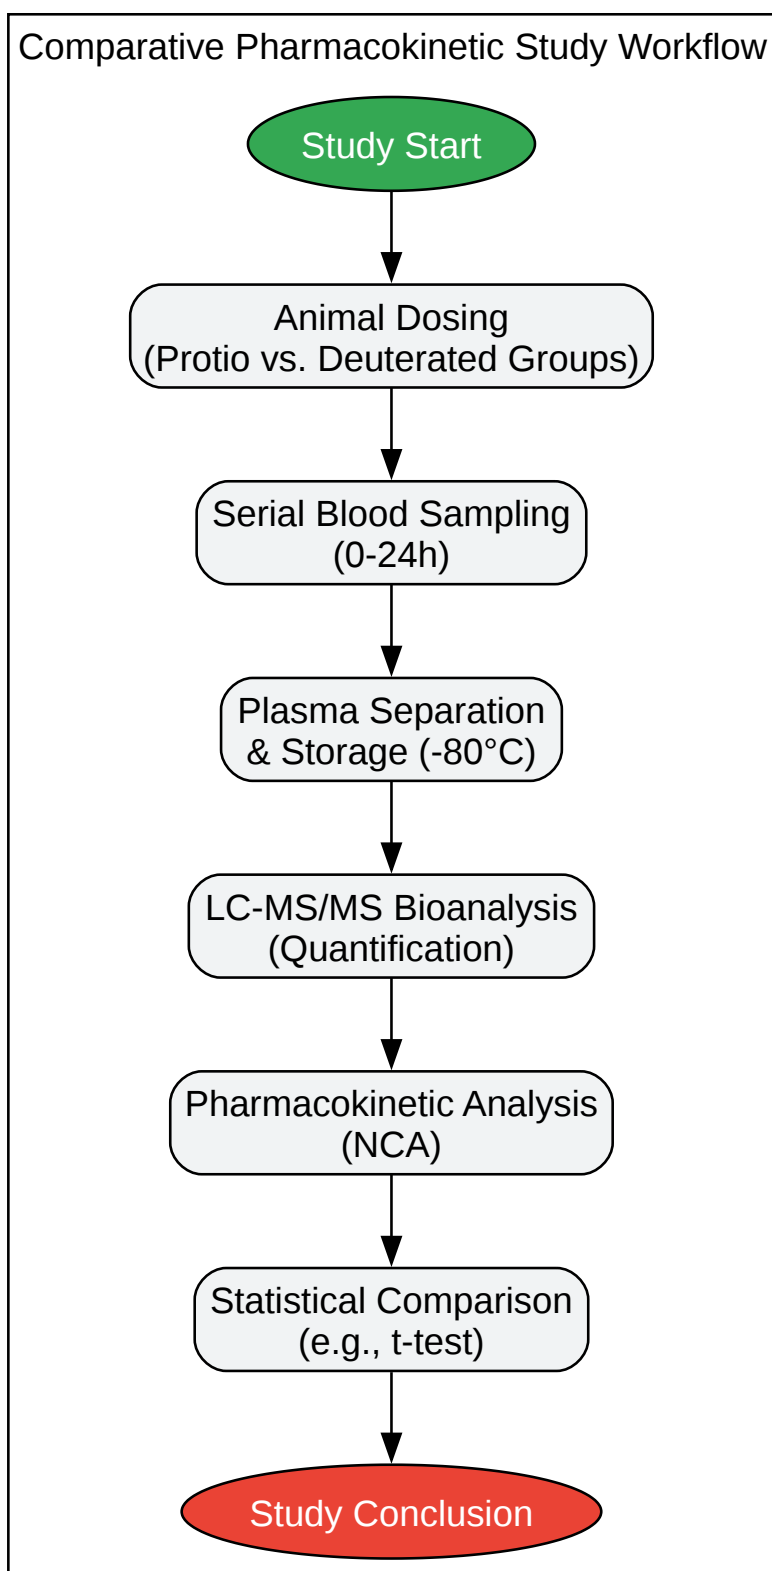 Comparative Pharmacokinetic Study Workflow
Study Start
Animal Dosing
(Protio vs. Deuterated Groups)
Serial Blood Sampling
(0-24h)
Plasma Separation
& Storage (-80°C)
LC-MS/MS Bioanalysis
(Quantification)
Pharmacokinetic Analysis
(NCA)
Statistical Comparison
(e.g., t-test)
Study Conclusion